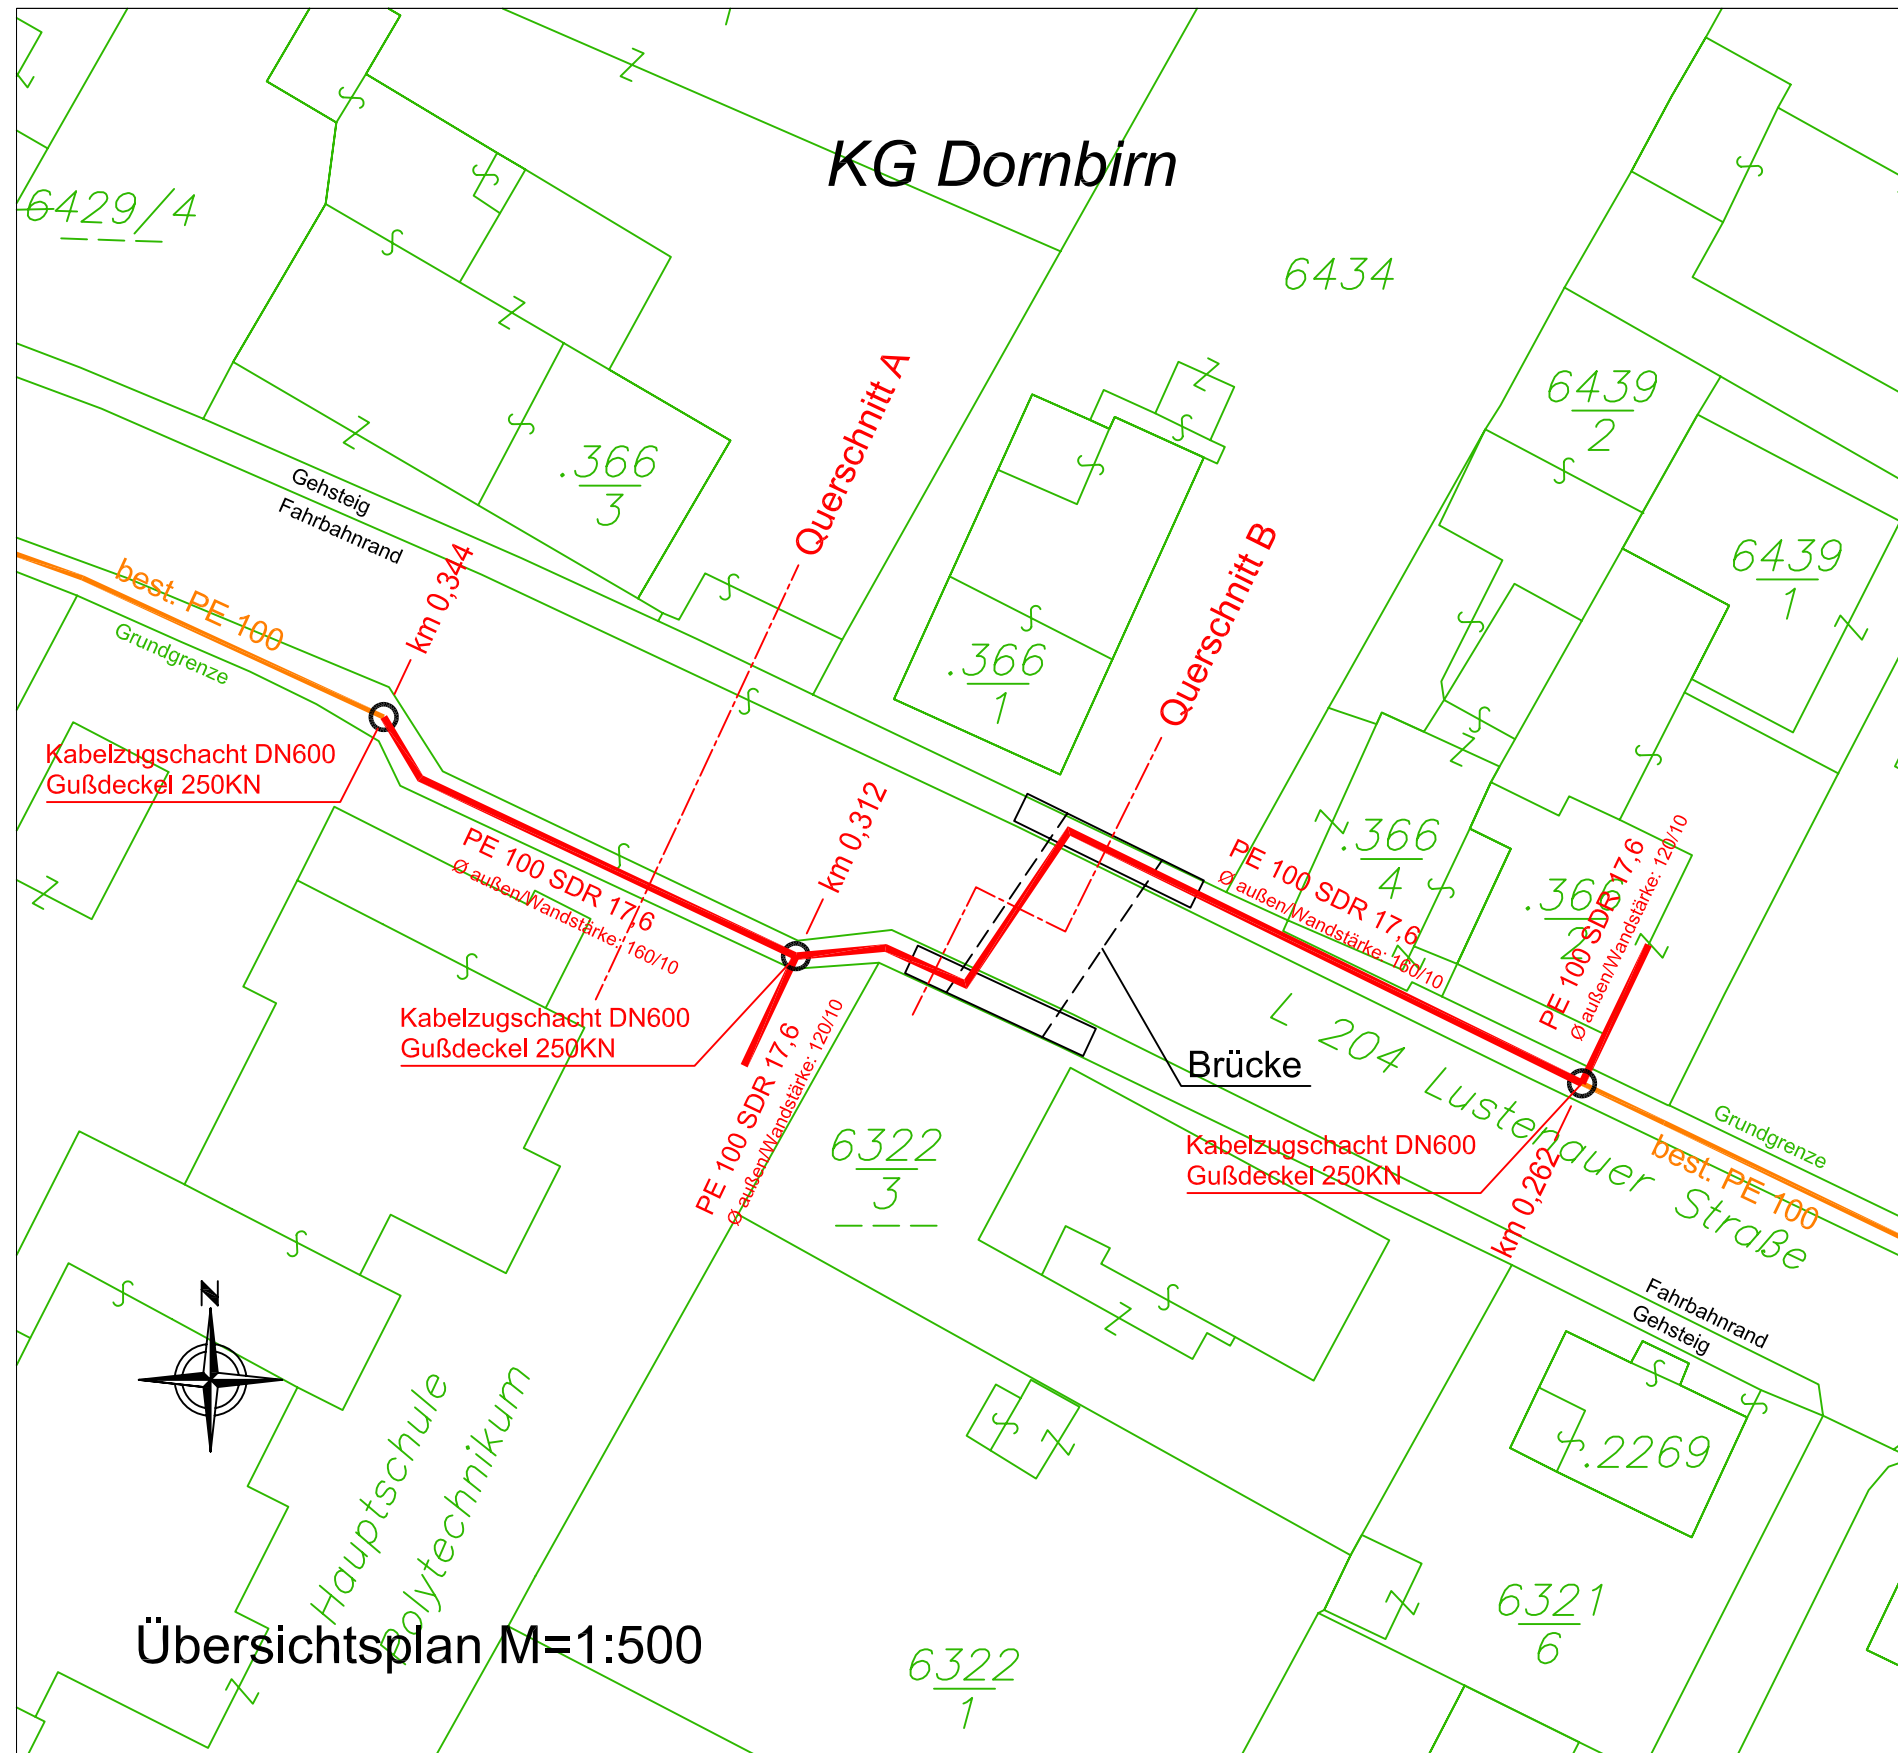 KG Dornbirn
6429/4
6434
Querschnitt A
6439
2
.366
3
Gehsteig
Fahrbahnrand
km 0,344
Querschnitt B
6439
1
best. PE 100
Grundgrenze
.366
1
Kabelzugschacht DN600
Gußdeckel 250KN
km 0,312
PE 100 SDR 17,6
Ø außen/Wandstärke: 160/10
PE 100 SDR 17,6
Ø außen/Wandstärke: 160/10
.366
4
.366
2
PE 100 SDR 17,6
Ø außen/Wandstärke: 120/10
Kabelzugschacht DN600
Gußdeckel 250KN
PE 100 SDR 17,6
Ø außen/Wandstärke: 120/10
Brücke
L 204 Lustenauer Straße
6322
3
Kabelzugschacht DN600
Gußdeckel 250KN
km 0,262
Grundgrenze
best. PE 100
Fahrbahnrand
Gehsteig
N
Hauptschule
Polytechnikum
.2269
6321
6
Übersichtsplan M=1:500
6322
1